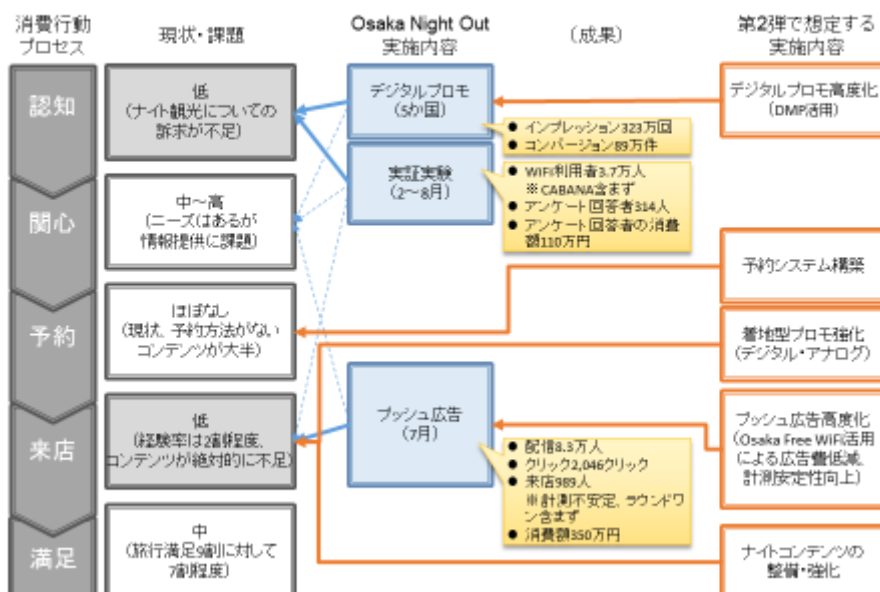 消費行動
プロセス
現状・課題
Osaka Night Out
実施内容
(成果)
第2弾で想定する
実施内容
認知
低
(ナイト観光についての
訴求が不足)
デジタルプロモ
(5か国)
● インプレッション323万回
● コンバージョン89万件
デジタルプロモ高度化
(DMP活用)
関心
中～高
(ニーズはあるが
情報提供に課題)
実証実験
(2～8月)
● WiFi利用者3.7万人
※CABANA含まず
● アンケート回答者314人
● アンケート回答者の消費
額110万円
予約システム構築
予約
ほぼなし
(現状、予約方法がない
コンテンツが大半)
着地型プロモ強化
(デジタル・アナログ)
来店
低
(経験率は2割程度、
コンテンツが絶対的に不足)
プッシュ広告
(7月)
● 配信8.3万人
● クリック2,046クリック
● 来店989人
※計測不安定、ラウンドワ
ン含まず
● 消費額350万円
プッシュ広告高度化
(Osaka Free WiFi活用
による広告費低減、
計測安定性向上)
満足
中
(旅行満足9割に対して
7割程度)
ナイトコンテンツの
整備・強化